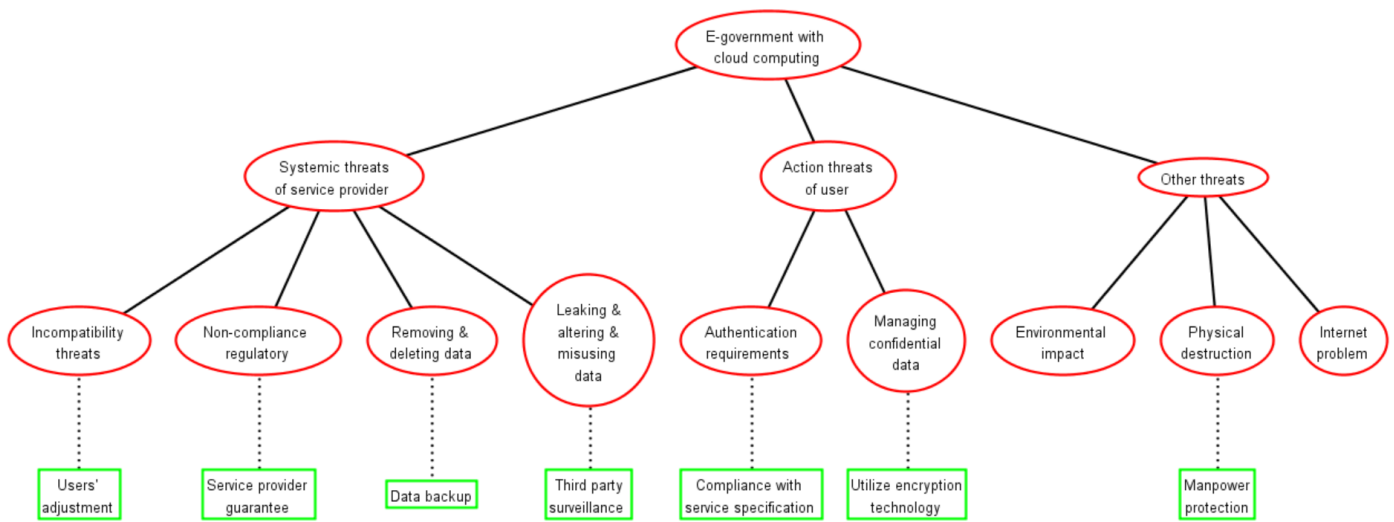 E-government with
cloud computing
Systemic threats
of service provider
Action threats
of user
Other threats
Incompatibility
threats
Non-compliance
regulatory
Removing &
deleting data
Leaking &
altering &
misusing
data
Authentication
requirements
Managing
confidential
data
Environmental
impact
Physical
destruction
Internet
problem
Users'
adjustment
Service provider
guarantee
Data backup
Third party
surveillance
Compliance with
service specification
Utilize encryption
technology
Manpower
protection